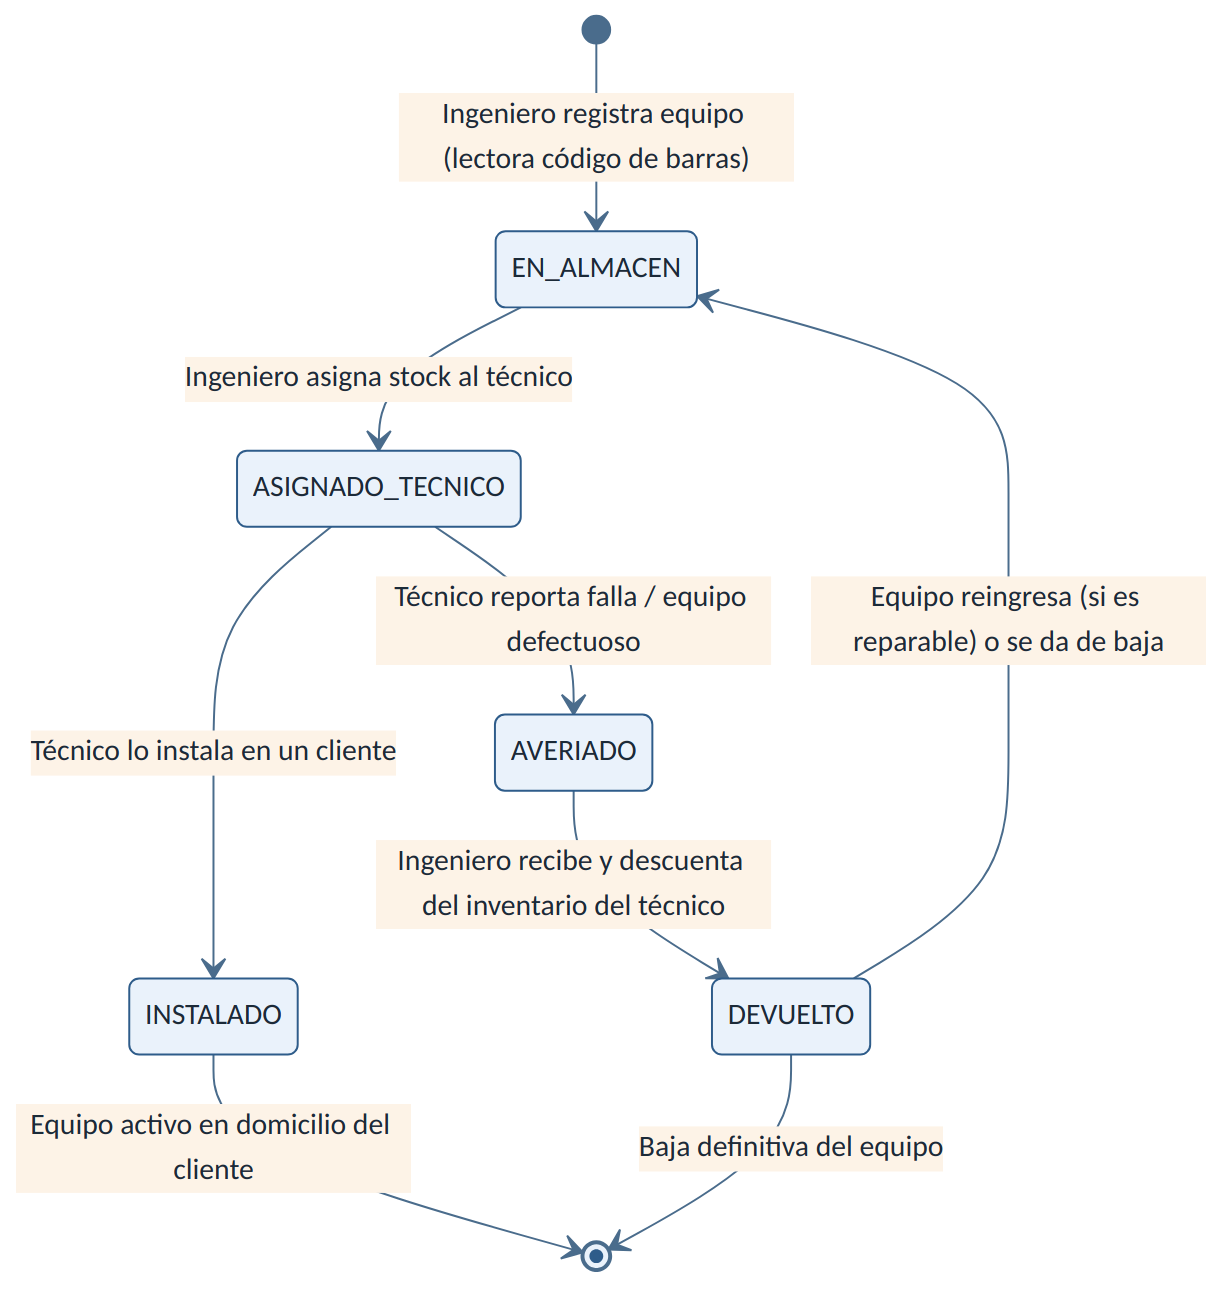 Ingeniero registra equipo
(lectora código de barras)
EN_ALMACEN
Ingeniero asigna stock al técnico
ASIGNADO_TECNICO
Técnico reporta falla / equipo
defectuoso
Equipo reingresa (si es
reparable) o se da de baja
Técnico lo instala en un cliente
AVERIADO
Ingeniero recibe y descuenta
del inventario del técnico
INSTALADO
DEVUELTO
Equipo activo en domicilio del
cliente
Baja definitiva del equipo